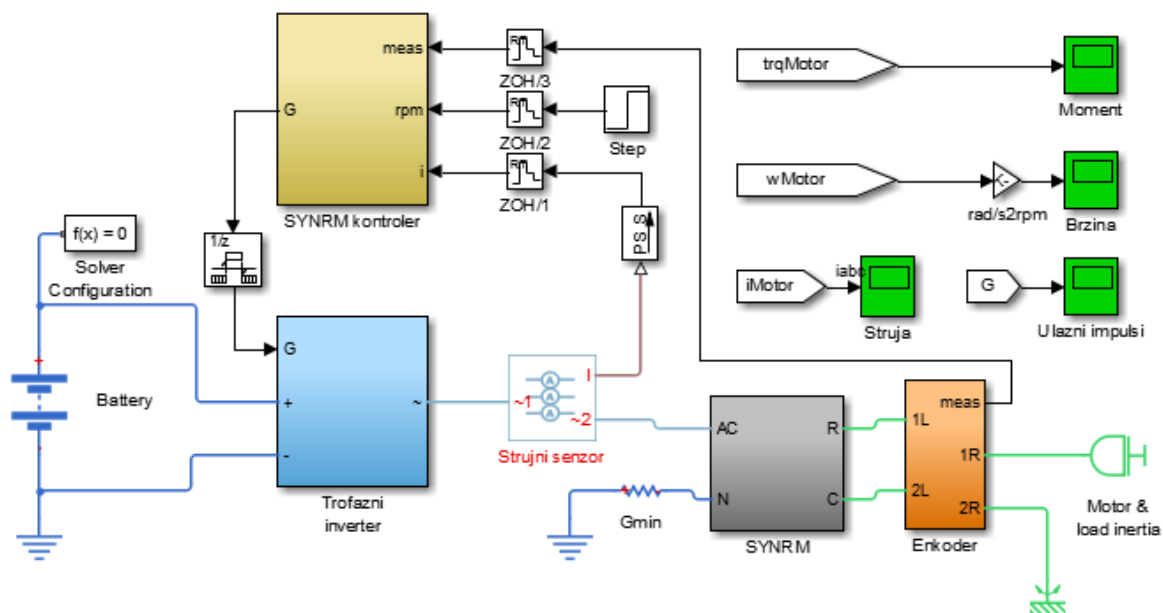 meas
rpm
i
G
SYNRM kontroler
ZOH/3
ZOH/2
ZOH/1
Step
trqMotor
Moment
wMotor
rad/s2rpm
Brzina
iMotor
iabc
Struja
G
Ulazni impulsi
f(x) = 0
Solver
Configuration
1/z
PS S
Battery
G
+
-
~
Trofazni
inverter
~1
I
~2
A
A
A
Strujni senzor
Gmin
AC
N
R
C
SYNRM
meas
1L
2L
1R
2R
Enkoder
Motor &
load inertia